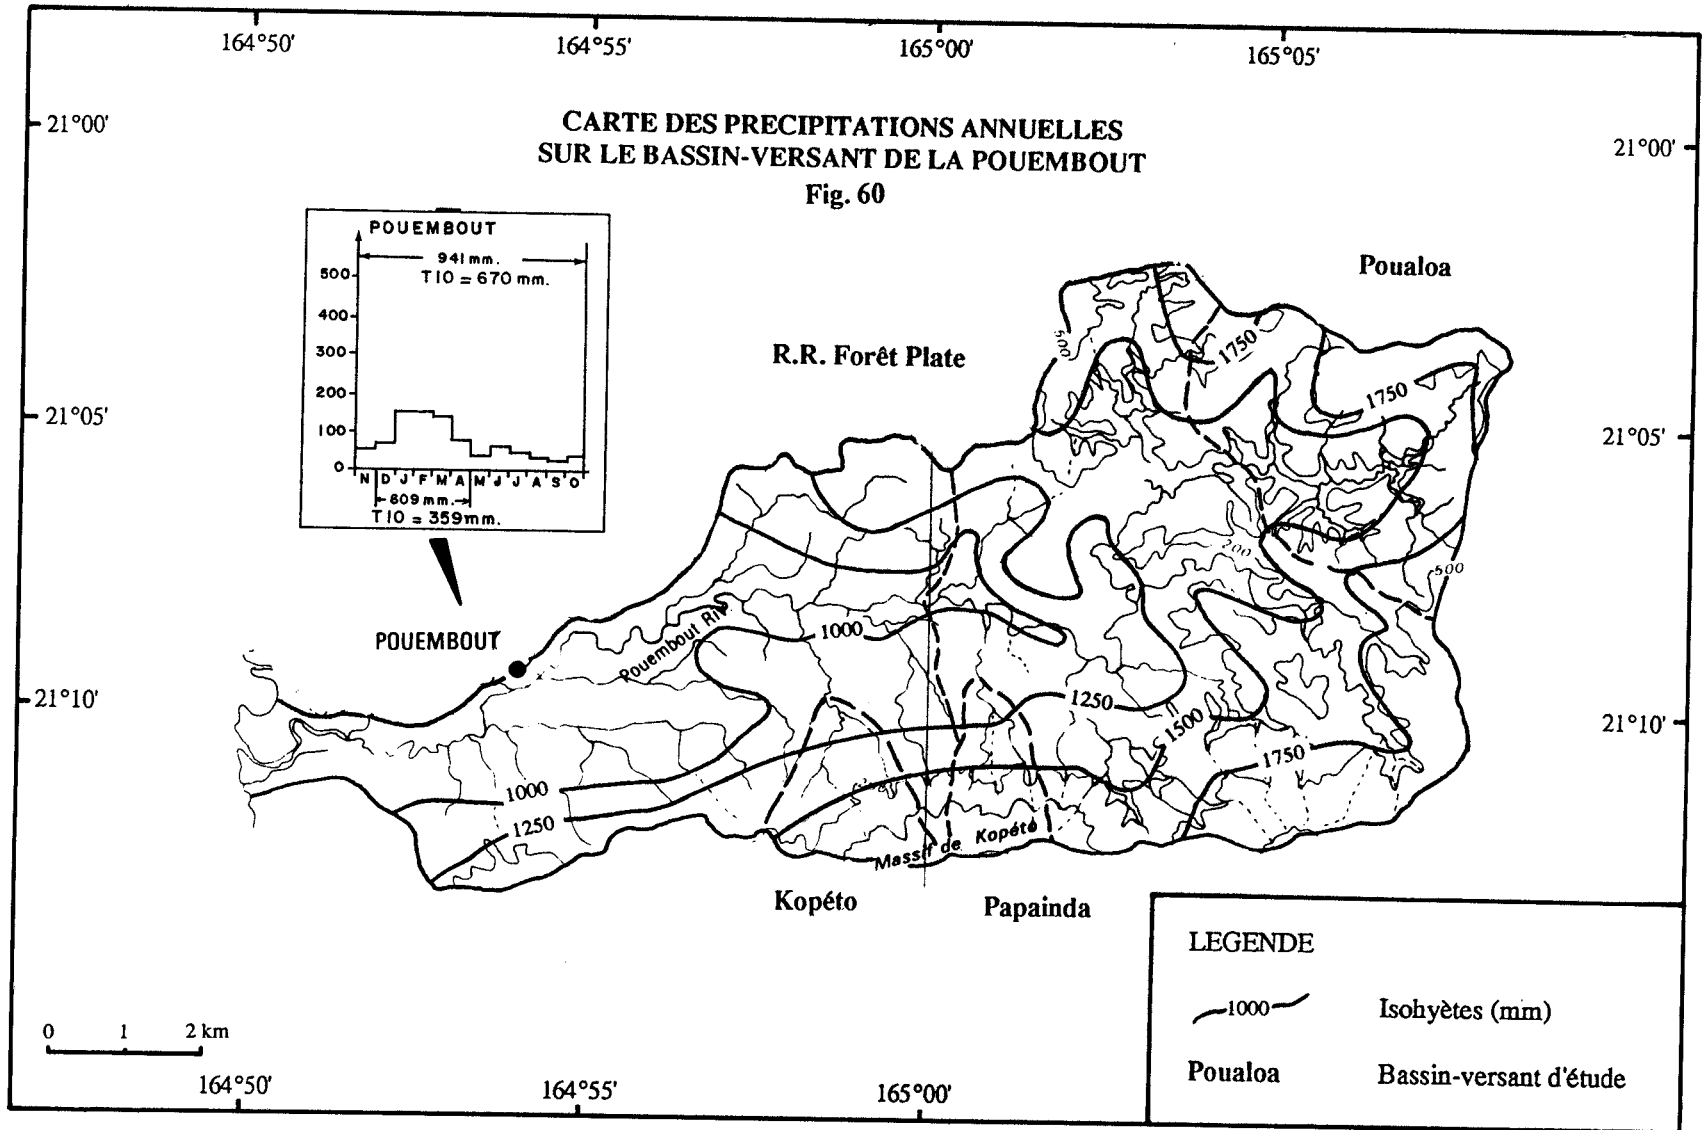 164°50'
164°55'
165°00'
165°05'
21°00'
21°00'
CARTE DES PRECIPITATIONS ANNUELLES
SUR LE BASSIN-VERSANT DE LA POUEMBOUT
Fig. 60
POUEMBOUT
941 mm.
T10 = 670 mm.
500
400
300
200
100
0
N D J F M A M J J A S O
609 mm.
T10 = 359 mm.
Poualoa
R.R. Forêt Plate
500
1750
1750
21°05'
21°05'
200
500
POUEMBOUT
Pouembout Riv.
1000
1250
1500
1750
21°10'
21°10'
1000
1250
Massif de Kopéto
Kopéto
Papainda
LEGENDE
1000
Isohyètes (mm)
Poualoa
Bassin-versant d'étude
0 1 2 km
164°50'
164°55'
165°00'